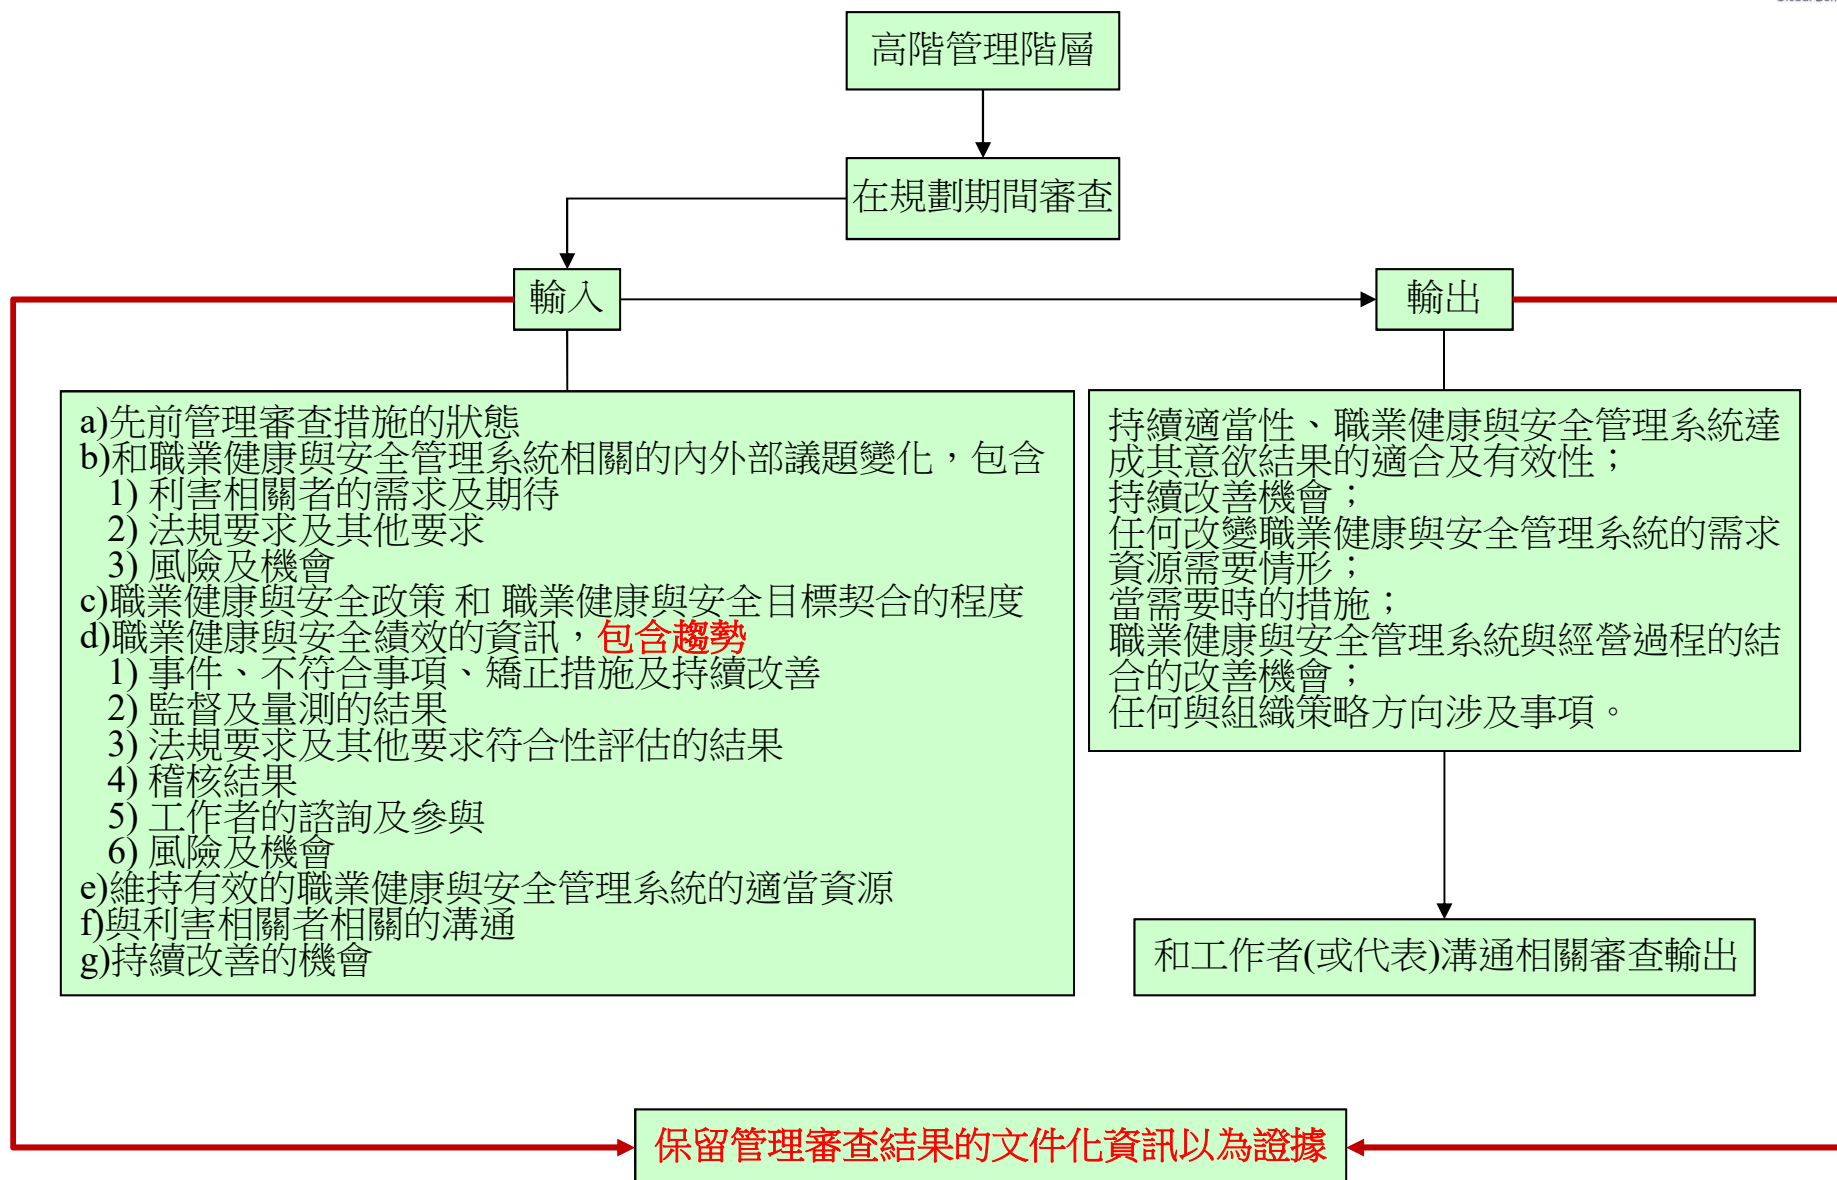 高階管理階層
在規劃期間審查
輸入
輸出
a)先前管理審查措施的狀態
b)和職業健康與安全管理系統相關的內外部議題變化，包含
1) 利害相關者的需求及期待
2) 法規要求及其他要求
3) 風險及機會
c)職業健康與安全政策 和 職業健康與安全目標契合的程度
d)職業健康與安全績效的資訊，包含趨勢
1) 事件、不符合事項、矯正措施及持續改善
2) 監督及量測的結果
3) 法規要求及其他要求符合性評估的結果
4) 稽核結果
5) 工作者的諮詢及參與
6) 風險及機會
e)維持有效的職業健康與安全管理系統的適當資源
f)與利害相關者相關的溝通
g)持續改善的機會
持續適當性、職業健康與安全管理系統達
成其意欲結果的適合及有效性；
持續改善機會；
任何改變職業健康與安全管理系統的需求
資源需要情形；
當需要時的措施；
職業健康與安全管理系統與經營過程的結
合的改善機會；
任何與組織策略方向涉及事項。
和工作者(或代表)溝通相關審查輸出
保留管理審查結果的文件化資訊以為證據